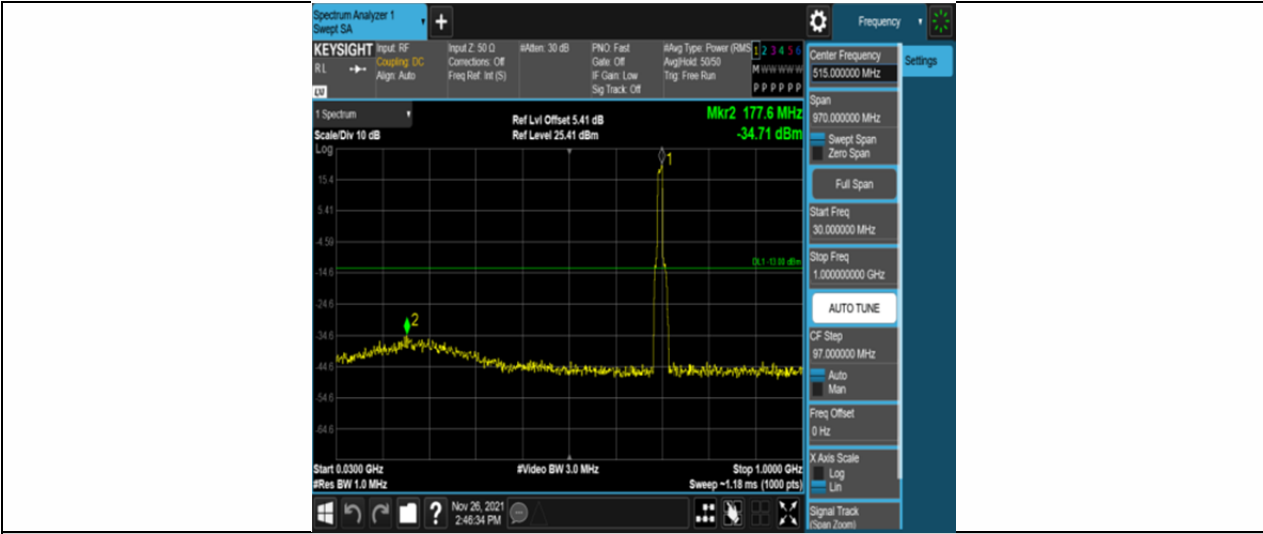 Spectrum Analyzer 1
Swept SA
+
Frequency
KEYSIGHT
RL
LV
Input: RF
Coupling: DC
Align: Auto
Input Z: 50 Ω
Corrections: Off
Freq Ref: Int (S)
#Atten: 30 dB
PNO: Fast
Gate: Off
IF Gain: Low
Sig Track: Off
#Avg Type: Power (RMS
Avg|Hold: 50/50
Trig: Free Run
1 2 3 4 5 6
M W W W W W
P P P P P P
Center Frequency
515.000000 MHz
Settings
1 Spectrum
Scale/Div 10 dB
Log
Ref Lvl Offset 5.41 dB
Ref Level 25.41 dBm
Mkr2 177.6 MHz
-34.71 dBm
Span
970.000000 MHz
Swept Span
Zero Span
Full Span
Start Freq
30.000000 MHz
Stop Freq
1.000000000 GHz
AUTO TUNE
CF Step
97.000000 MHz
Auto
Man
Freq Offset
0 Hz
X Axis Scale
Log
Lin
Signal Track
(Span Zoom)
15.4
5.41
-4.59
-14.6
-24.6
-34.6
-44.6
-54.6
-64.6
1
DL1 -13.00 dBm
2
Start 0.0300 GHz
#Res BW 1.0 MHz
#Video BW 3.0 MHz
Stop 1.0000 GHz
Sweep ~1.18 ms (1000 pts)
?
Nov 26, 2021
2:46:34 PM